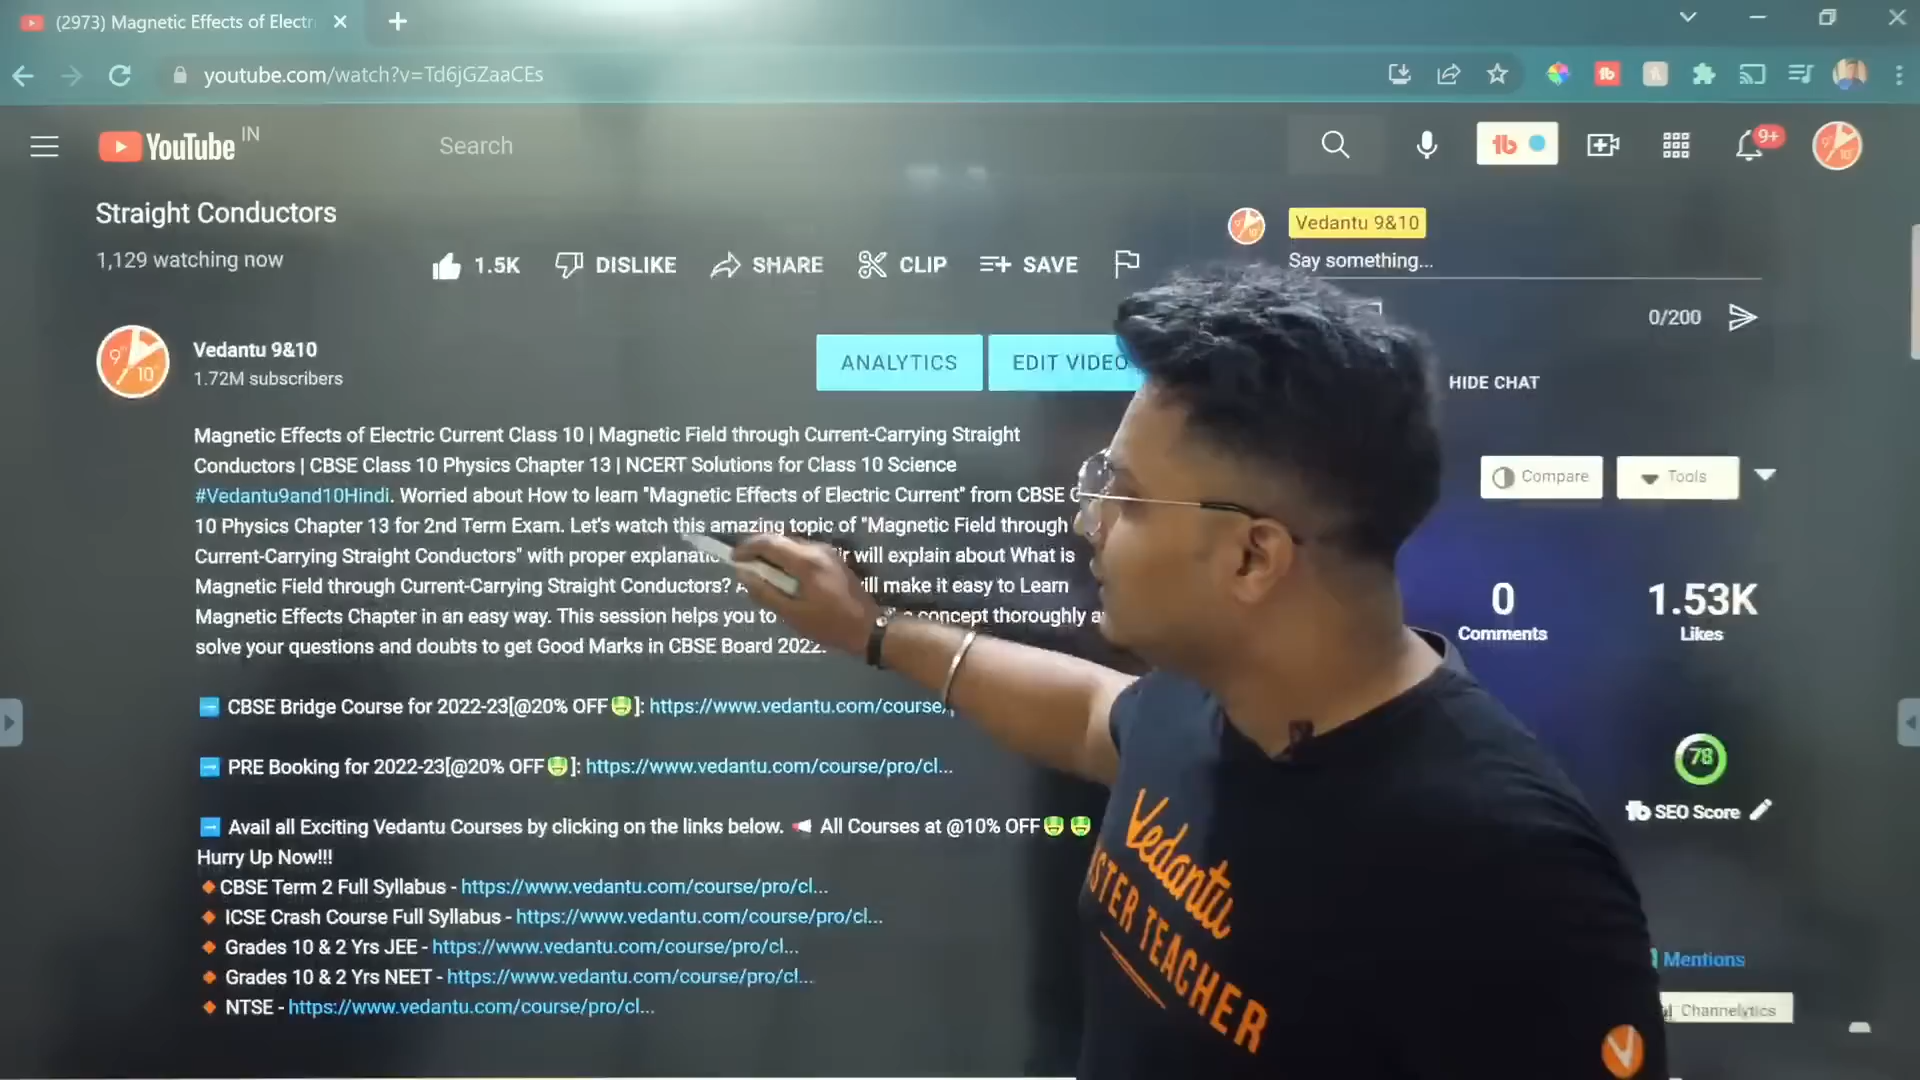 (2973) Magnetic Effects of Electr
youtube.com/watch?v=Td6jGZaaCEs
YouTube IN
Search
9+
Straight Conductors
1,129 watching now
1.5K DISLIKE SHARE CLIP SAVE
Vedantu 9&10
Say something...
0/200
Vedantu 9&10
1.72M subscribers
ANALYTICS
EDIT VIDEO
HIDE CHAT
Magnetic Effects of Electric Current Class 10 | Magnetic Field through Current-Carrying Straight
Conductors | CBSE Class 10 Physics Chapter 13 | NCERT Solutions for Class 10 Science
#Vedantu9and10Hindi. Worried about How to learn "Magnetic Effects of Electric Current" from CBSE
10 Physics Chapter 13 for 2nd Term Exam. Let's watch this amazing topic of "Magnetic Field through
Current-Carrying Straight Conductors" with proper will explain about What is
Magnetic Field through Current-Carrying Straight Conductors? make it easy to Learn
Magnetic Effects Chapter in an easy way. This session helps you to concept thoroughly
solve your questions and doubts to get Good Marks in CBSE Board 2022.
CBSE Bridge Course for 2022-23[@20% OFF🤑]: https://www.vedantu.com/course/
PRE Booking for 2022-23[@20% OFF🤑]: https://www.vedantu.com/course/pro/cl...
Avail all Exciting Vedantu Courses by clicking on the links below. 📢 All Courses at @10% OFF🤑🤑
Hurry Up Now!!!
🔸CBSE Term 2 Full Syllabus - https://www.vedantu.com/course/pro/cl...
🔸 ICSE Crash Course Full Syllabus - https://www.vedantu.com/course/pro/cl...
🔸 Grades 10 & 2 Yrs JEE - https://www.vedantu.com/course/pro/cl...
🔸 Grades 10 & 2 Yrs NEET - https://www.vedantu.com/course/pro/cl...
🔸 NTSE - https://www.vedantu.com/course/pro/cl...
Compare
Tools
0
Comments
1.53K
Likes
78
tb SEO Score
Mentions
Channelytics
Vedantu
TEACHER